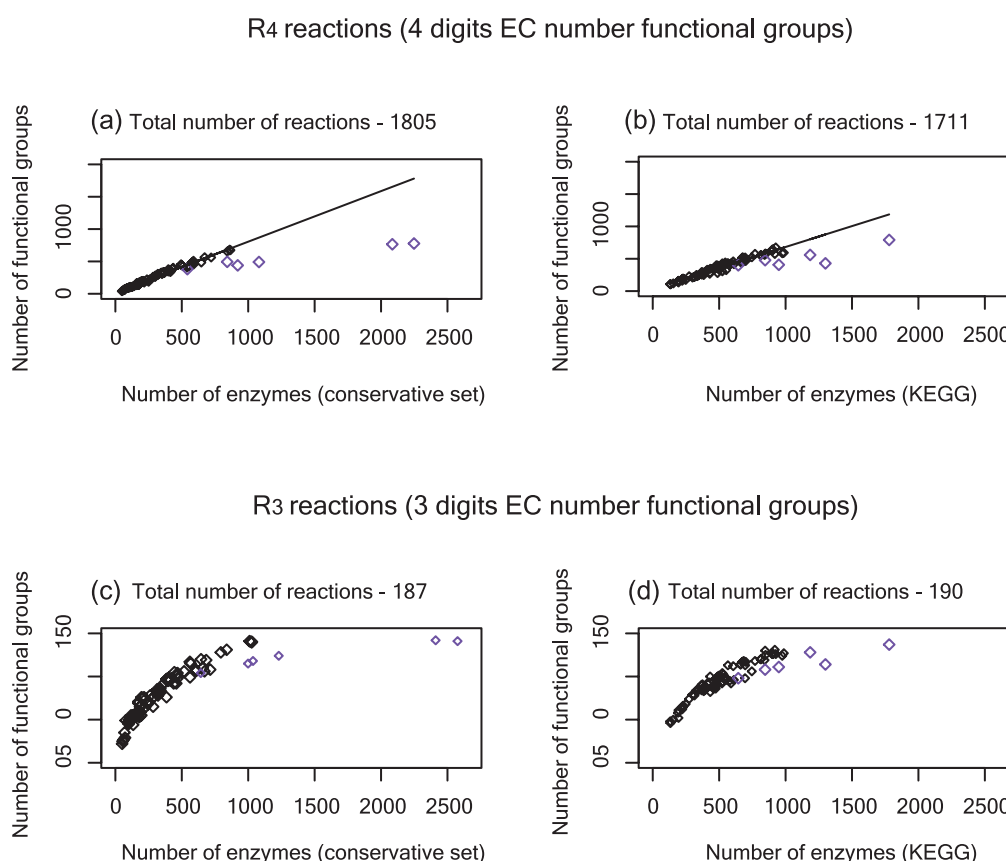 R4 reactions (4 digits EC number functional groups)
(a) Total number of reactions - 1805
Number of functional groups
1000
0
0 500 1000 1500 2000 2500
Number of enzymes (conservative set)
(b) Total number of reactions - 1711
Number of functional groups
1000
0
0 500 1000 1500 2000 2500
Number of enzymes (KEGG)
R3 reactions (3 digits EC number functional groups)
(c) Total number of reactions - 187
Number of functional groups
150
0
05
0 500 1000 1500 2000 2500
Number of enzymes (conservative set)
(d) Total number of reactions - 190
Number of functional groups
150
0
05
0 500 1000 1500 2000 2500
Number of enzymes (KEGG)